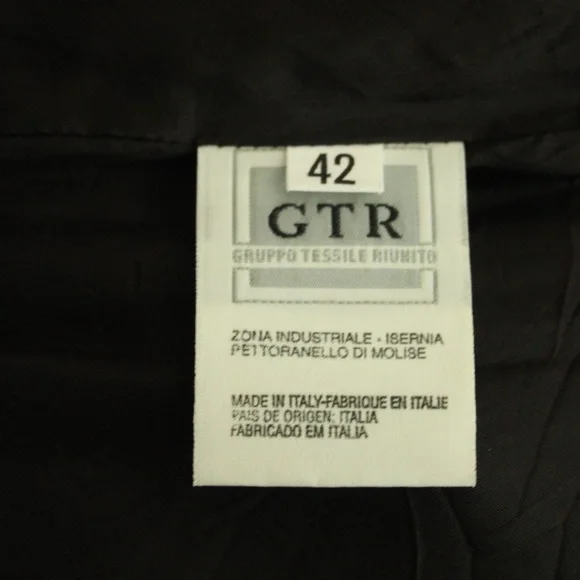 42
GTR
GRUPPO TESSILE RIUNITO
ZONA INDUSTRIALE - ISERNIA
PETTORANELLO DI MOLISE
MADE IN ITALY-FABRIQUE EN ITALIE
PAIS DE ORIGEN: ITALIA
FABRICADO EM ITALIA